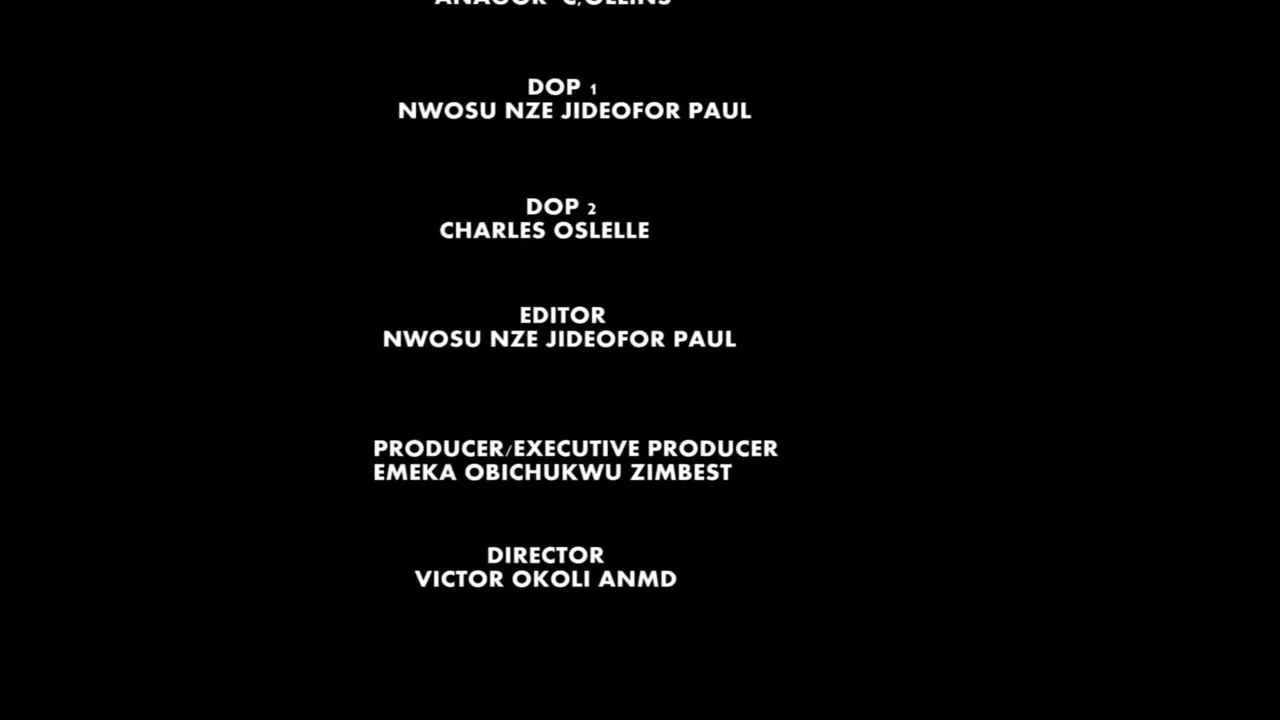 DOP 1
NWOSU NZE JIDEOFOR PAUL
DOP 2
CHARLES OSLELLE
EDITOR
NWOSU NZE JIDEOFOR PAUL
PRODUCER/EXECUTIVE PRODUCER
EMEKA OBICHUKWU ZIMBEST
DIRECTOR
VICTOR OKOLI ANMD